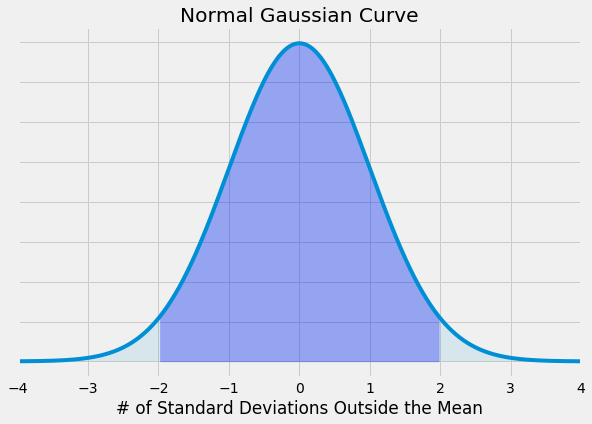 Normal Gaussian Curve
−4 −3 −2 −1 0 1 2 3 4
# of Standard Deviations Outside the Mean